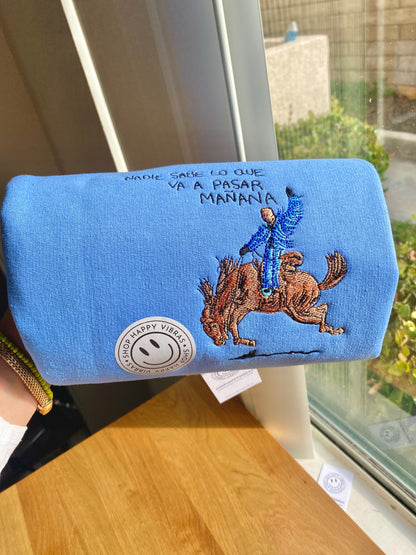 NADIE SABE LO QUE
VA A PASAR
MAÑANA
SHOP HAPPY VIBRAS